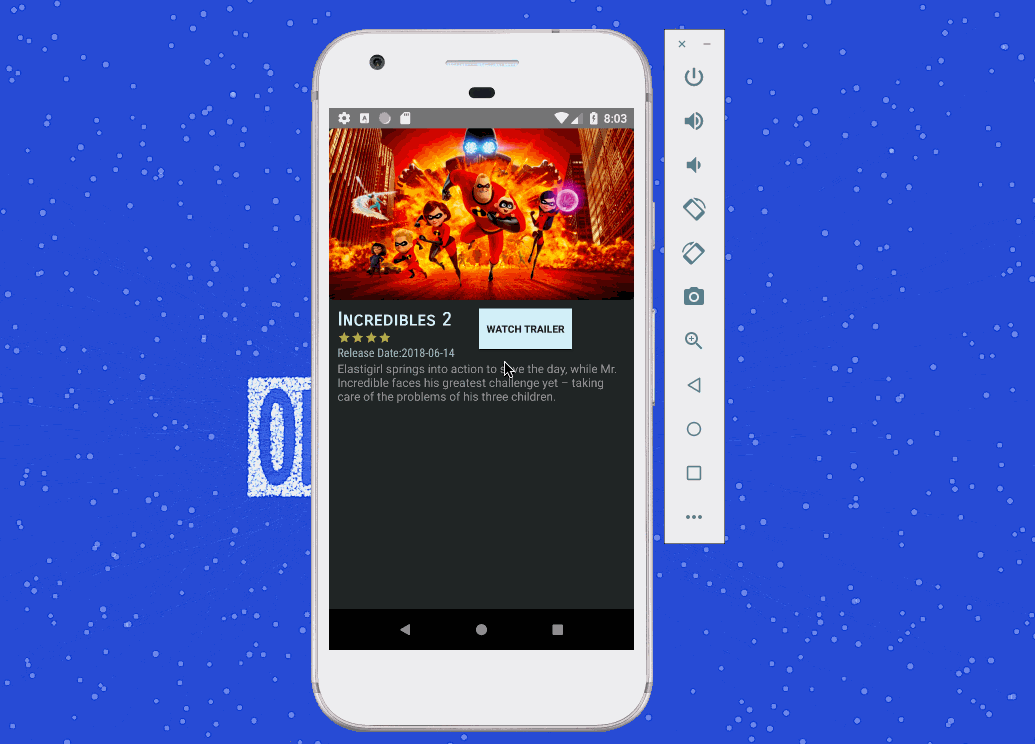 8:03
INCREDIBLES 2
WATCH TRAILER
Release Date:2018-06-14
Elastigirl springs into action to save the day, while Mr.
Incredible faces his greatest challenge yet – taking
care of the problems of his three children.